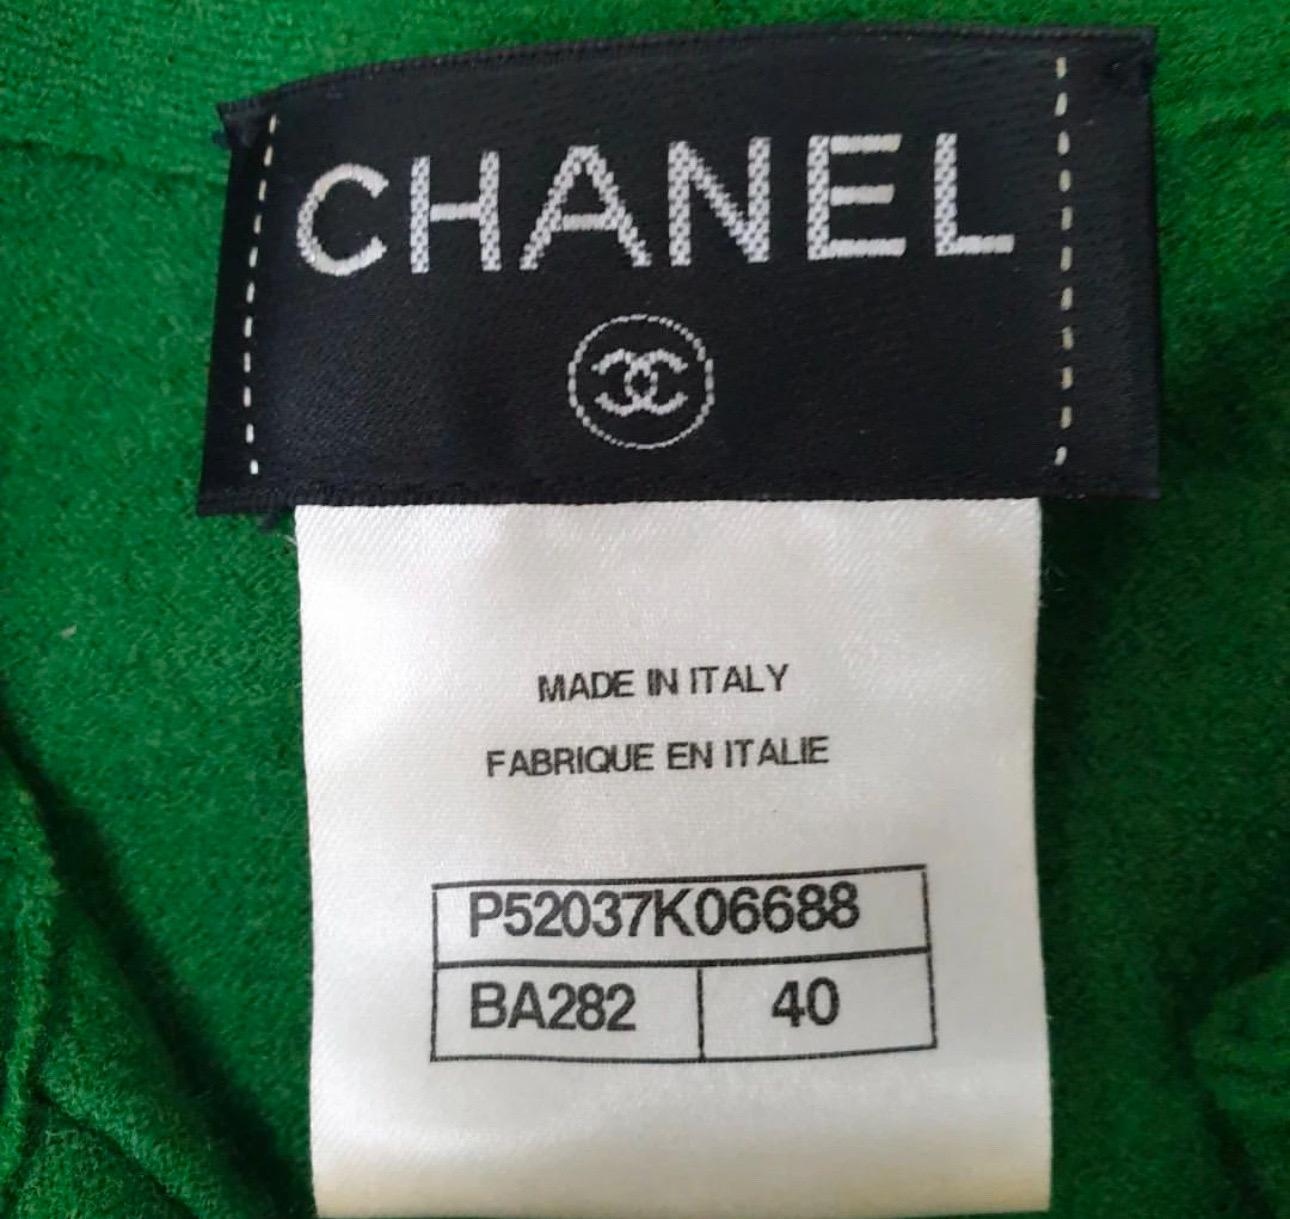 CHANEL
MADE IN ITALY
FABRIQUE EN ITALIE
P52037K06688
BA282 40